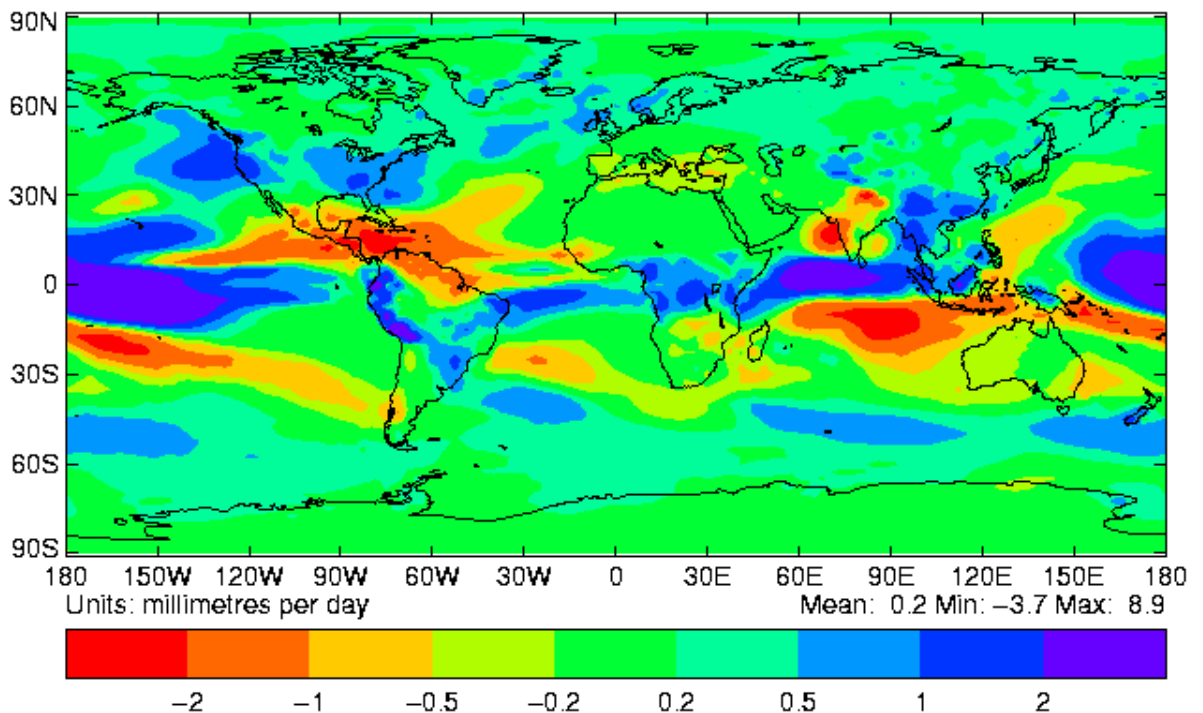 90N
60N
30N
0
30S
60S
90S
180 150W 120W 90W 60W 30W 0 30E 60E 90E 120E 150E 180
Units: millimetres per day Mean: 0.2 Min: −3.7 Max: 8.9
−2 −1 −0.5 −0.2 0.2 0.5 1 2